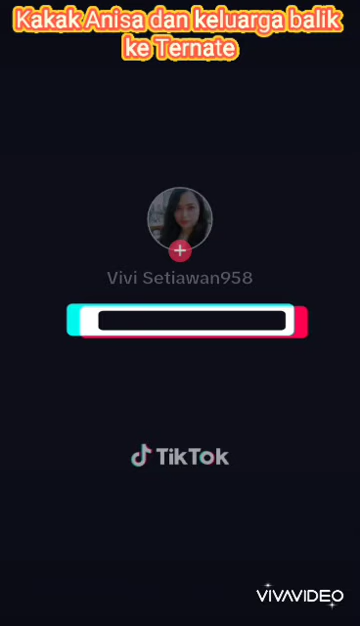 Kakak Anisa dan keluarga balik
ke Ternate
Vivi Setiawan958
TikTok
VIVAVIDEO